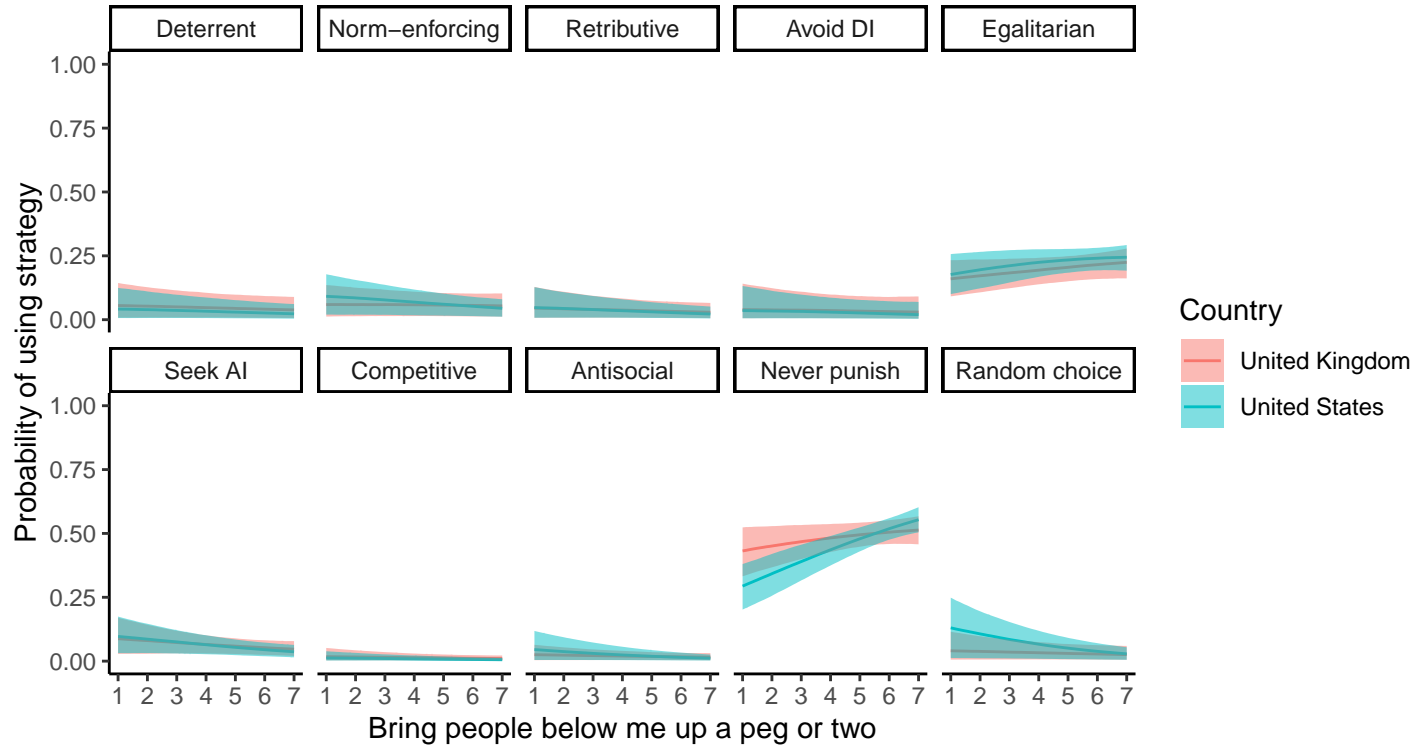 Deterrent Norm−enforcing Retributive Avoid DI Egalitarian
1.00
0.75
0.50
0.25
0.00
Seek AI Competitive Antisocial Never punish Random choice
1.00
0.75
0.50
0.25
0.00
1 2 3 4 5 6 7 1 2 3 4 5 6 7 1 2 3 4 5 6 7 1 2 3 4 5 6 7 1 2 3 4 5 6 7
Bring people below me up a peg or two
Probability of using strategy
Country
United Kingdom
United States